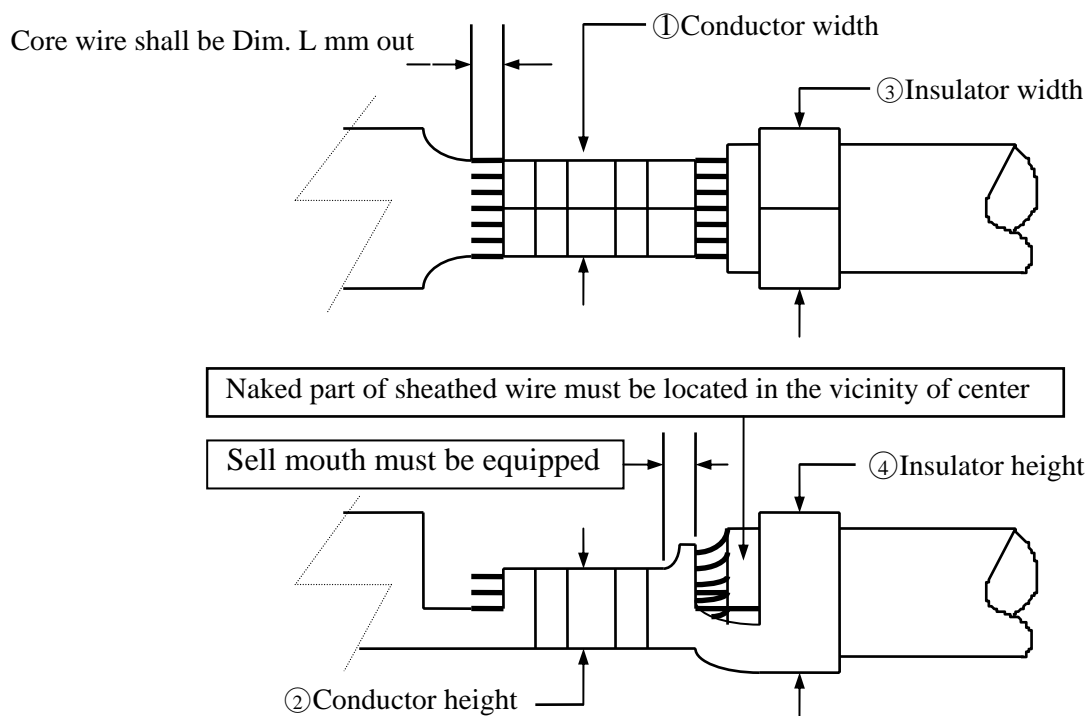 ①Conductor width
Core wire shall be Dim. L mm out
③Insulator width
Naked part of sheathed wire must be located in the vicinity of center
Sell mouth must be equipped
④Insulator height
②Conductor height